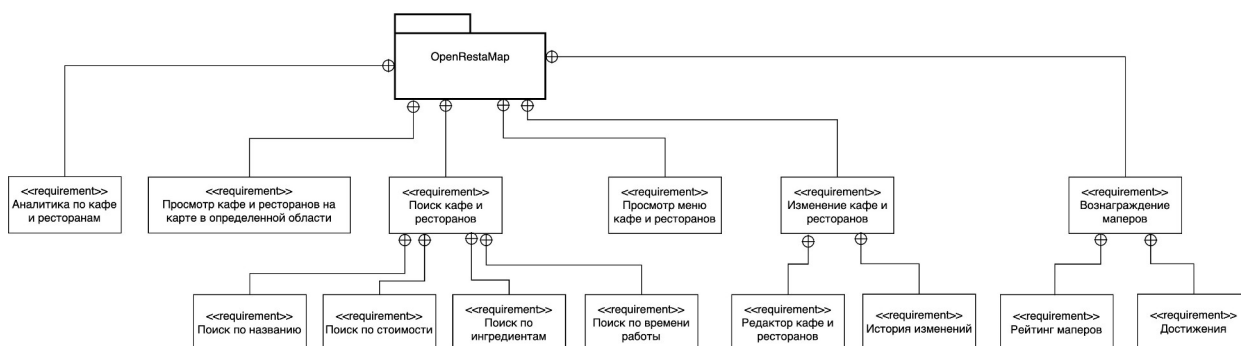 OpenRestaMap
<<requirement>>
Аналитика по кафе
и ресторанам
<<requirement>>
Просмотр кафе и ресторанов на
карте в определенной области
<<requirement>>
Поиск кафе и
ресторанов
<<requirement>>
Просмотр меню
кафе и ресторанов
<<requirement>>
Изменение кафе и
ресторанов
<<requirement>>
Вознаграждение
маперов
<<requirement>>
Поиск по названию
<<requirement>>
Поиск по стоимости
<<requirement>>
Поиск по
ингредиентам
<<requirement>>
Поиск по времени
работы
<<requirement>>
Редактор кафе и
ресторанов
<<requirement>>
История изменений
<<requirement>>
Рейтинг маперов
<<requirement>>
Достижения